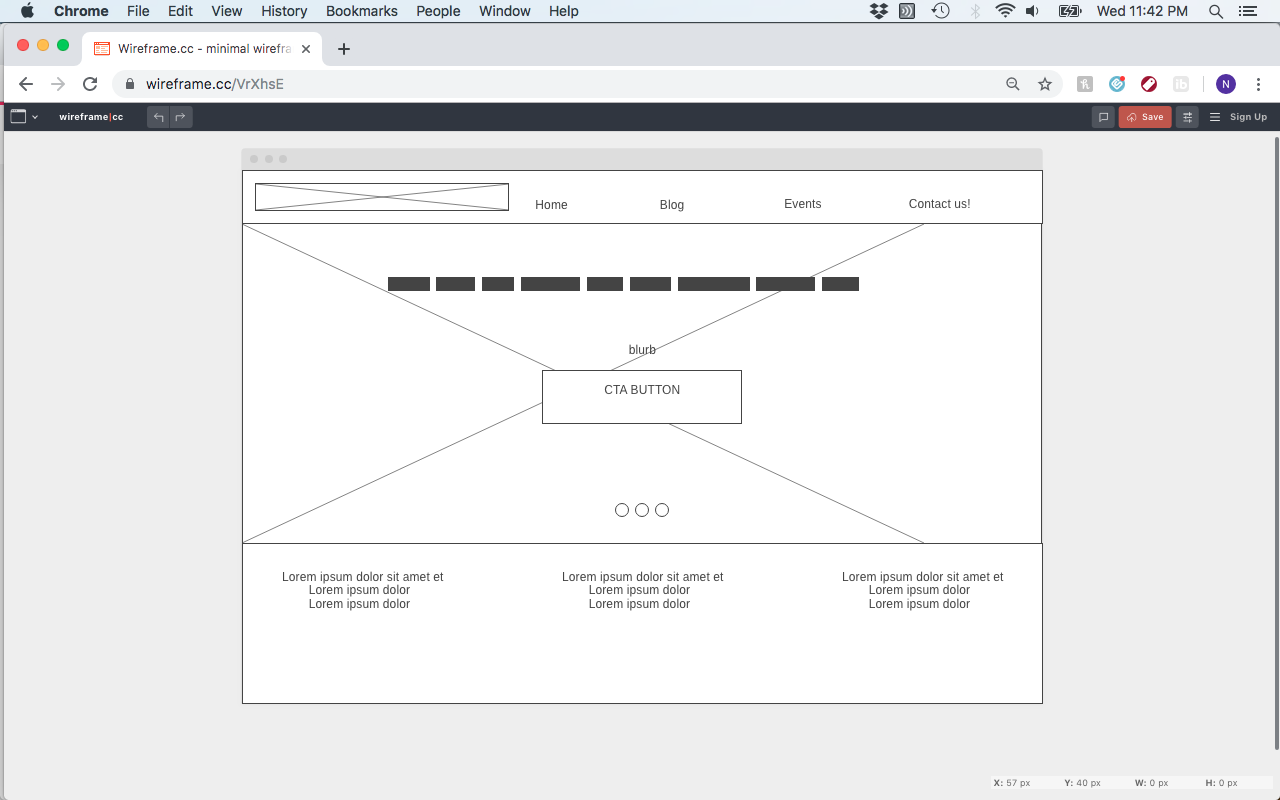 Chrome File Edit View History Bookmarks People Window Help Wed 11:42 PM
Wireframe.cc - minimal wirefra
wireframe.cc/VrXhsE
N
wireframe|cc Save Sign Up
Home Blog Events Contact us!
blurb
CTA BUTTON
Lorem ipsum dolor sit amet et Lorem ipsum dolor sit amet et Lorem ipsum dolor sit amet et
Lorem ipsum dolor Lorem ipsum dolor Lorem ipsum dolor
Lorem ipsum dolor Lorem ipsum dolor Lorem ipsum dolor
X: 57 px Y: 40 px W: 0 px H: 0 px